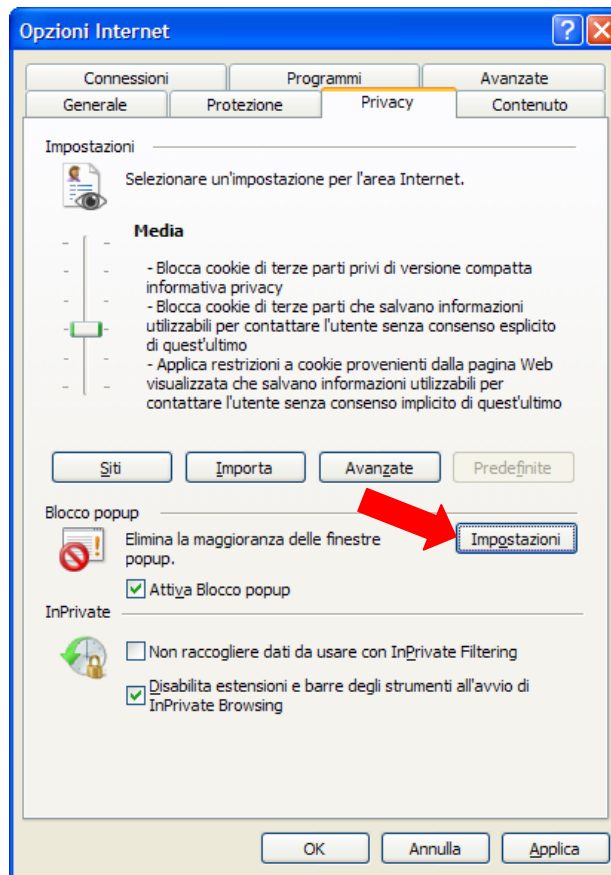 Opzioni Internet
Connessioni Programmi Avanzate
Generale Protezione Privacy Contenuto
Impostazioni
Selezionare un'impostazione per l'area Internet.
Media
- Blocca cookie di terze parti privi di versione compatta
informativa privacy
- Blocca cookie di terze parti che salvano informazioni
utilizzabili per contattare l'utente senza consenso esplicito
di quest'ultimo
- Applica restrizioni a cookie provenienti dalla pagina Web
visualizzata che salvano informazioni utilizzabili per
contattare l'utente senza consenso implicito di quest'ultimo
Siti Importa Avanzate Predefinite
Blocco popup
Elimina la maggioranza delle finestre
popup.
Impostazioni
Attiva Blocco popup
InPrivate
Non raccogliere dati da usare con InPrivate Filtering
Disabilita estensioni e barre degli strumenti all'avvio di
InPrivate Browsing
OK Annulla Applica